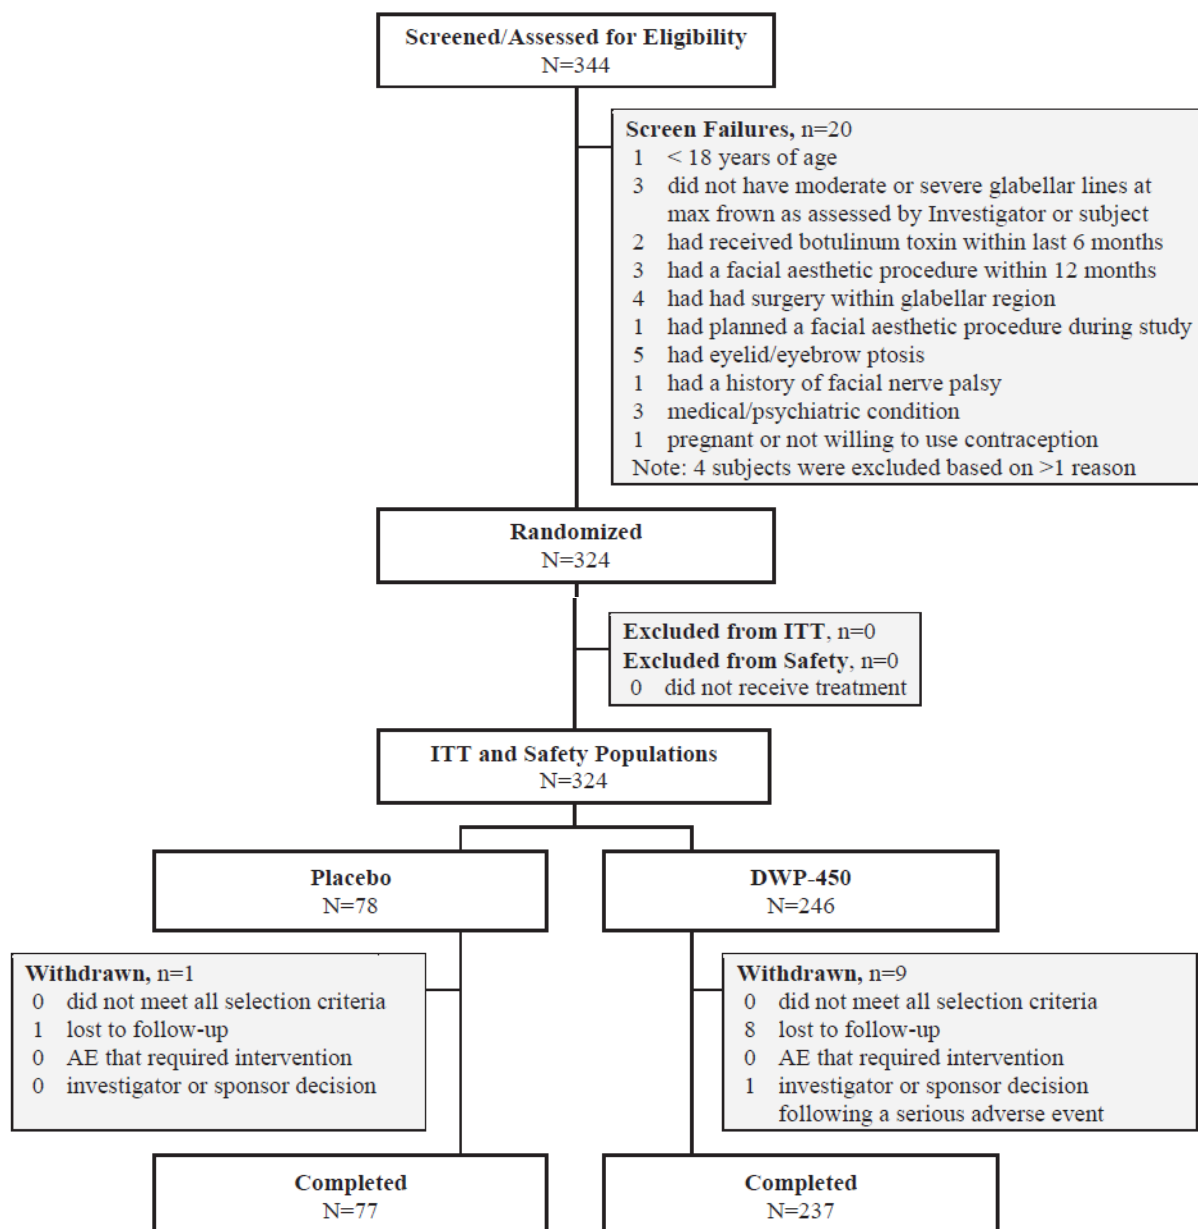 Screened/Assessed for Eligibility
N=344
Screen Failures, n=20
1 < 18 years of age
3 did not have moderate or severe glabellar lines at
max frown as assessed by Investigator or subject
2 had received botulinum toxin within last 6 months
3 had a facial aesthetic procedure within 12 months
4 had had surgery within glabellar region
1 had planned a facial aesthetic procedure during study
5 had eyelid/eyebrow ptosis
1 had a history of facial nerve palsy
3 medical/psychiatric condition
1 pregnant or not willing to use contraception
Note: 4 subjects were excluded based on >1 reason
Randomized
N=324
Excluded from ITT, n=0
Excluded from Safety, n=0
0 did not receive treatment
ITT and Safety Populations
N=324
Placebo
N=78
DWP-450
N=246
Withdrawn, n=1
0 did not meet all selection criteria
1 lost to follow-up
0 AE that required intervention
0 investigator or sponsor decision
Withdrawn, n=9
0 did not meet all selection criteria
8 lost to follow-up
0 AE that required intervention
1 investigator or sponsor decision
following a serious adverse event
Completed
N=77
Completed
N=237